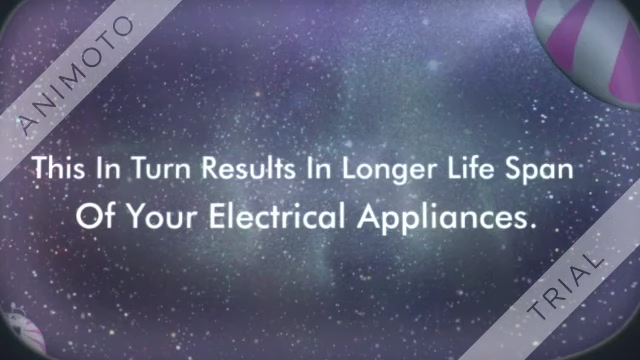 ANIMOTO
This In Turn Results In Longer Life Span
Of Your Electrical Appliances.
TRIAL